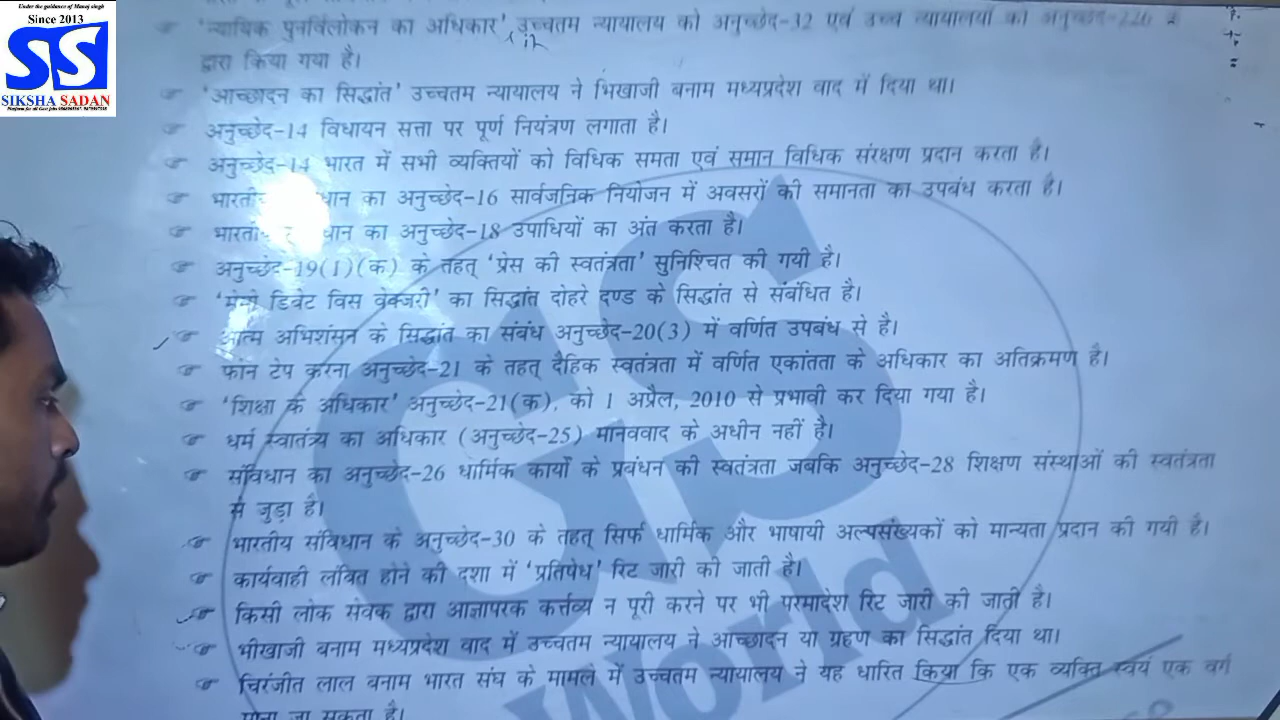 Under the guidance of Manoj singh
Since 2013
SS
SIKSHA SADAN
'न्यायिक पुनर्विलोकन का अधिकार' उच्चतम न्यायालय को अनुच्छेद-32 एवं उच्च न्यायालयों को अनुच्छेद-226 के
द्वारा किया गया है।
'आच्छादन का सिद्धांत' उच्चतम न्यायालय ने भिखाजी बनाम मध्यप्रदेश वाद में दिया था।
अनुच्छेद-14 विधायन सत्ता पर पूर्ण नियंत्रण लगाता है।
अनुच्छेद-14 भारत में सभी व्यक्तियों को विधिक समता एवं समान विधिक संरक्षण प्रदान करता है।
का अनुच्छेद-16 सार्वजनिक नियोजन में अवसरों की समानता का उपबंध करता है।
का अनुच्छेद-18 उपाधियों का अंत करता है।
अनुच्छेद-19(1)(क) के तहत् 'प्रेस की स्वतंत्रता' सुनिश्चित की गयी है।
डिबेट विस वेक्जरी' का सिद्धांत दोहरे दण्ड के सिद्धांत से संबंधित है।
आत्म अभिशंसन के सिद्धांत का संबंध अनुच्छेद-20(3) में वर्णित उपबंध से है।
फोन टेप करना अनुच्छेद-21 के तहत् दैहिक स्वतंत्रता में वर्णित एकांतता के अधिकार का अतिक्रमण है।
'शिक्षा के अधिकार' अनुच्छेद-21(क), को 1 अप्रैल, 2010 से प्रभावी कर दिया गया है।
धर्म स्वातंत्र्य का अधिकार (अनुच्छेद-25) मानववाद के अधीन नहीं है।
संविधान का अनुच्छेद-26 धार्मिक कार्यों के प्रबंधन की स्वतंत्रता जबकि अनुच्छेद-28 शिक्षण संस्थाओं की स्वतंत्रता
से जुड़ा है।
भारतीय संविधान के अनुच्छेद-30 के तहत् सिर्फ धार्मिक और भाषायी अल्पसंख्यकों को मान्यता प्रदान की गयी है।
कार्यवाही लंबित होने की दशा में 'प्रतिषेध' रिट जारी की जाती है।
किसी लोक सेवक द्वारा आज्ञापरक कर्त्तव्य न पूरी करने पर भी परमादेश रिट जारी की जाती है।
भीखाजी बनाम मध्यप्रदेश वाद में उच्चतम न्यायालय ने आच्छादन या ग्रहण का सिद्धांत दिया था।
चिरंजीत लाल बनाम भारत संघ के मामले में उच्चतम न्यायालय ने यह धारित किया कि एक व्यक्ति स्वयं एक वर्ग
माना जा सकता है।
GS
World